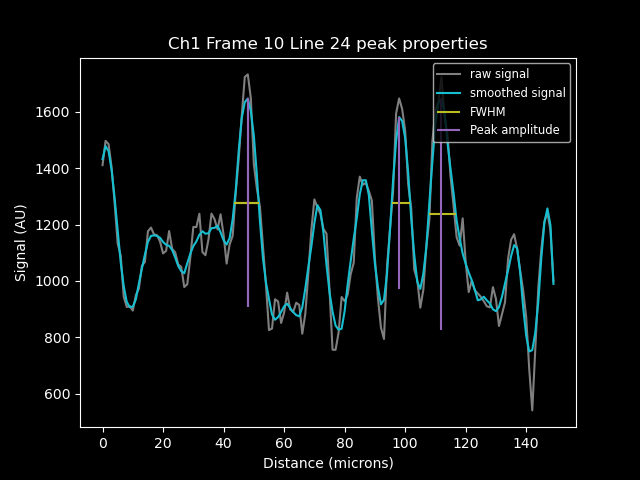 Ch1 Frame 10 Line 24 peak properties
raw signal
smoothed signal
FWHM
Peak amplitude
Signal (AU)
1600
1400
1200
1000
800
600
0 20 40 60 80 100 120 140
Distance (microns)